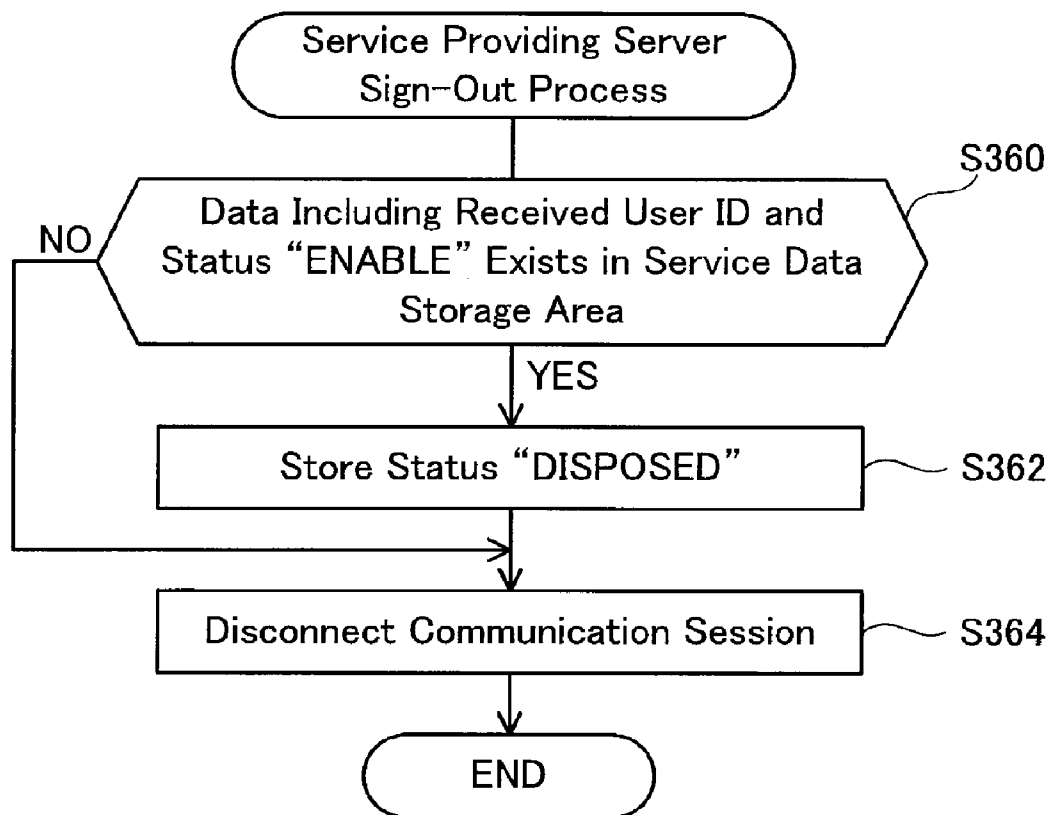 Service Providing Server
Sign-Out Process
S360
Data Including Received User ID and
NO
Status “ENABLE” Exists in Service Data
Storage Area
YES
Store Status “DISPOSED”
S362
Disconnect Communication Session
S364
END